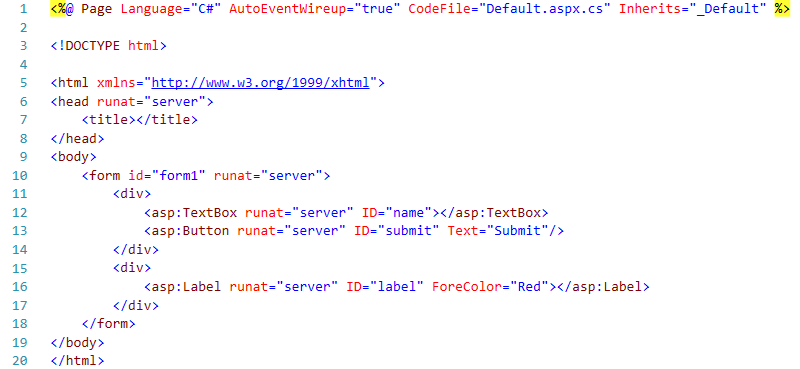 1 <%@ Page Language="C#" AutoEventWireup="true" CodeFile="Default.aspx.cs" Inherits="_Default" %>
2
3 <!DOCTYPE html>
4
5 <html xmlns="http://www.w3.org/1999/xhtml">
6 <head runat="server">
7     <title></title>
8 </head>
9 <body>
10     <form id="form1" runat="server">
11         <div>
12             <asp:TextBox runat="server" ID="name"></asp:TextBox>
13             <asp:Button runat="server" ID="submit" Text="Submit"/>
14         </div>
15         <div>
16             <asp:Label runat="server" ID="label" ForeColor="Red"></asp:Label>
17         </div>
18     </form>
19 </body>
20 </html>